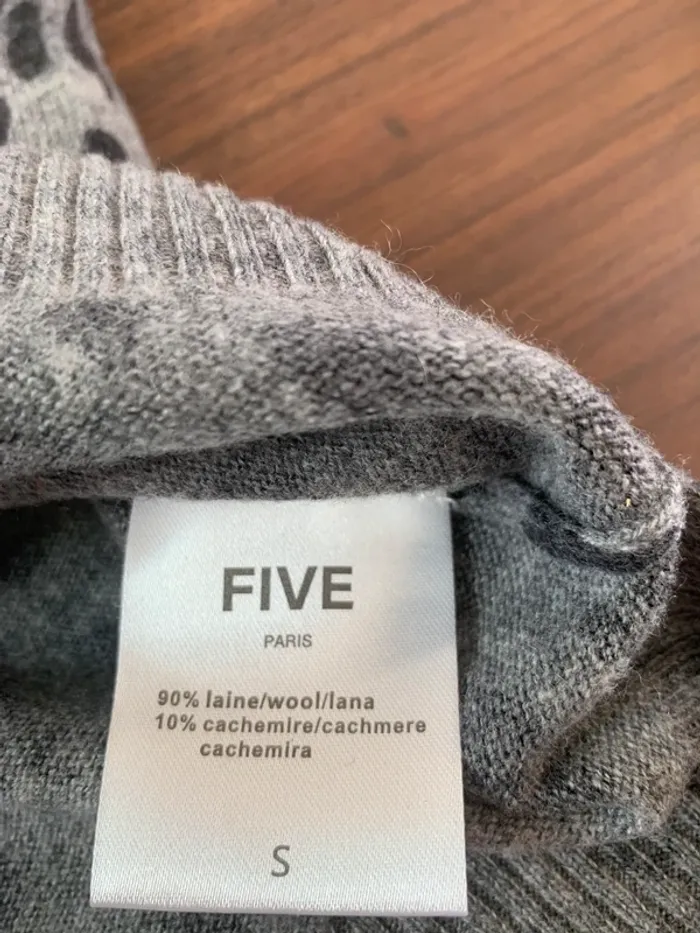 FIVE
PARIS
90% laine/wool/lana
10% cachemire/cachmere
cachemira
S